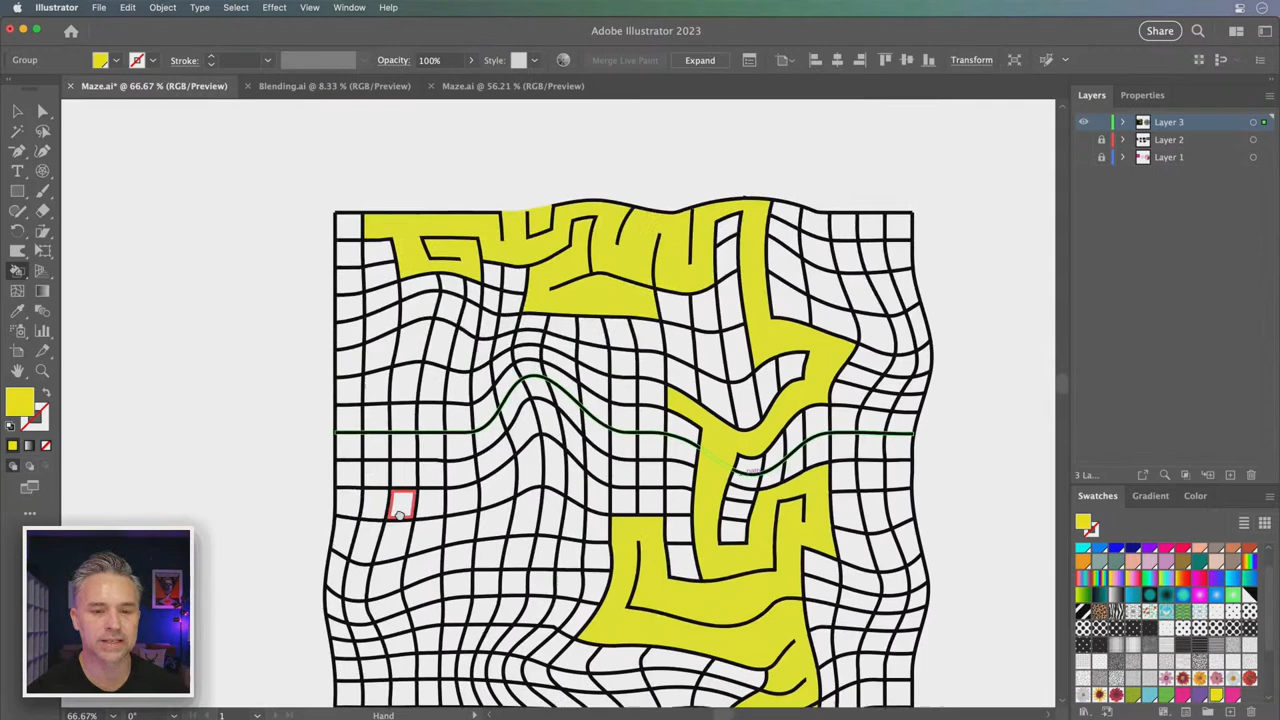 Illustrator File Edit Object Type Select Effect View Window Help
Adobe Illustrator 2023
Share
Group
Stroke:
Opacity: 100%
Style:
Merge Live Paint
Expand
Transform
Maze.ai* @ 66.67 % (RGB/Preview)
Blending.ai @ 8.33 % (RGB/Preview)
Maze.ai @ 56.21 % (RGB/Preview)
Layers
Properties
Layer 3
Layer 2
Layer 1
3 La...
Swatches
Gradient
Color
66.67%
0°
1
Hand